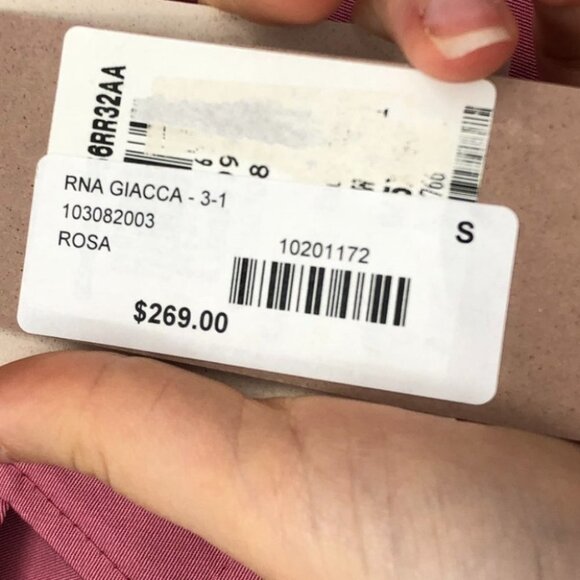 6RR32AA
RNA GIACCA - 3-1
103082003
ROSA
S
10201172
$269.00